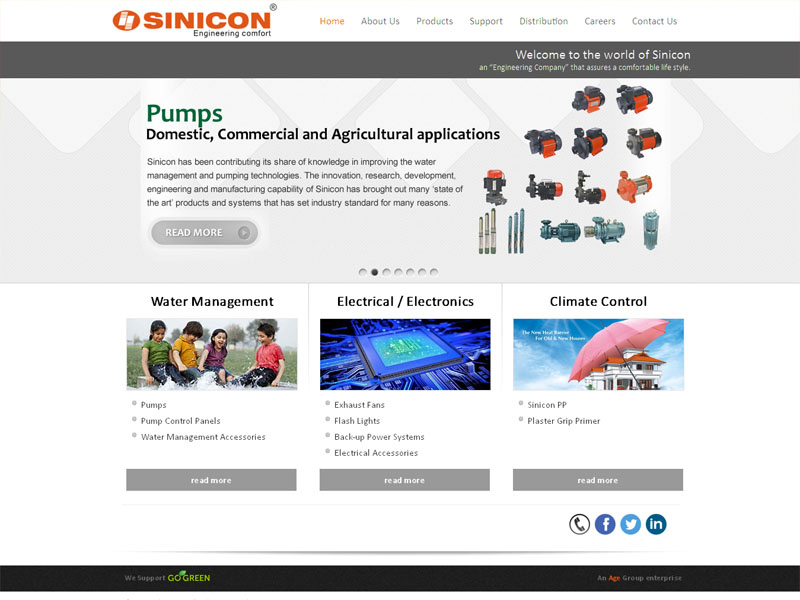 SINICON®
Engineering comfort
Home About Us Products Support Distribution Careers Contact Us
Welcome to the world of Sinicon
an "Engineering Company" that assures a comfortable life style.
Pumps
Domestic, Commercial and Agricultural applications
Sinicon has been contributing its share of knowledge in improving the water
management and pumping technologies. The innovation, research, development,
engineering and manufacturing capability of Sinicon has brought out many 'state of
the art' products and systems that has set industry standard for many reasons.
READ MORE
Water Management
Pumps
Pump Control Panels
Water Management Accessories
read more
Electrical / Electronics
Exhaust Fans
Flash Lights
Back-up Power Systems
Electrical Accessories
read more
Climate Control
The New Heat Barrier
For Old & New Houses
Sinicon PP
Plaster Grip Primer
read more
f
in
We Support GO GREEN
An Age Group enterprise